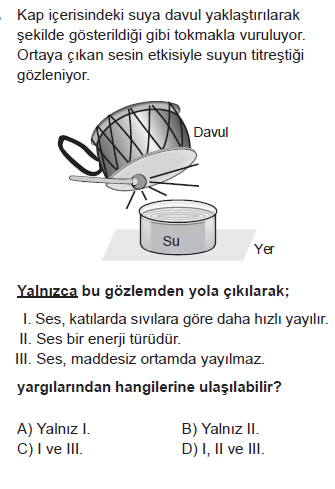 Kap içerisindeki suya davul yaklaştırılarak
şekilde gösterildiği gibi tokmakla vuruluyor.
Ortaya çıkan sesin etkisiyle suyun titreştiği
gözleniyor.
Davul
Su
Yer
Yalnızca bu gözlemden yola çıkılarak;
I. Ses, katılarda sıvılara göre daha hızlı yayılır.
II. Ses bir enerji türüdür.
III. Ses, maddesiz ortamda yayılmaz.
yargılarından hangilerine ulaşılabilir?
A) Yalnız I. B) Yalnız II.
C) I ve III. D) I, II ve III.